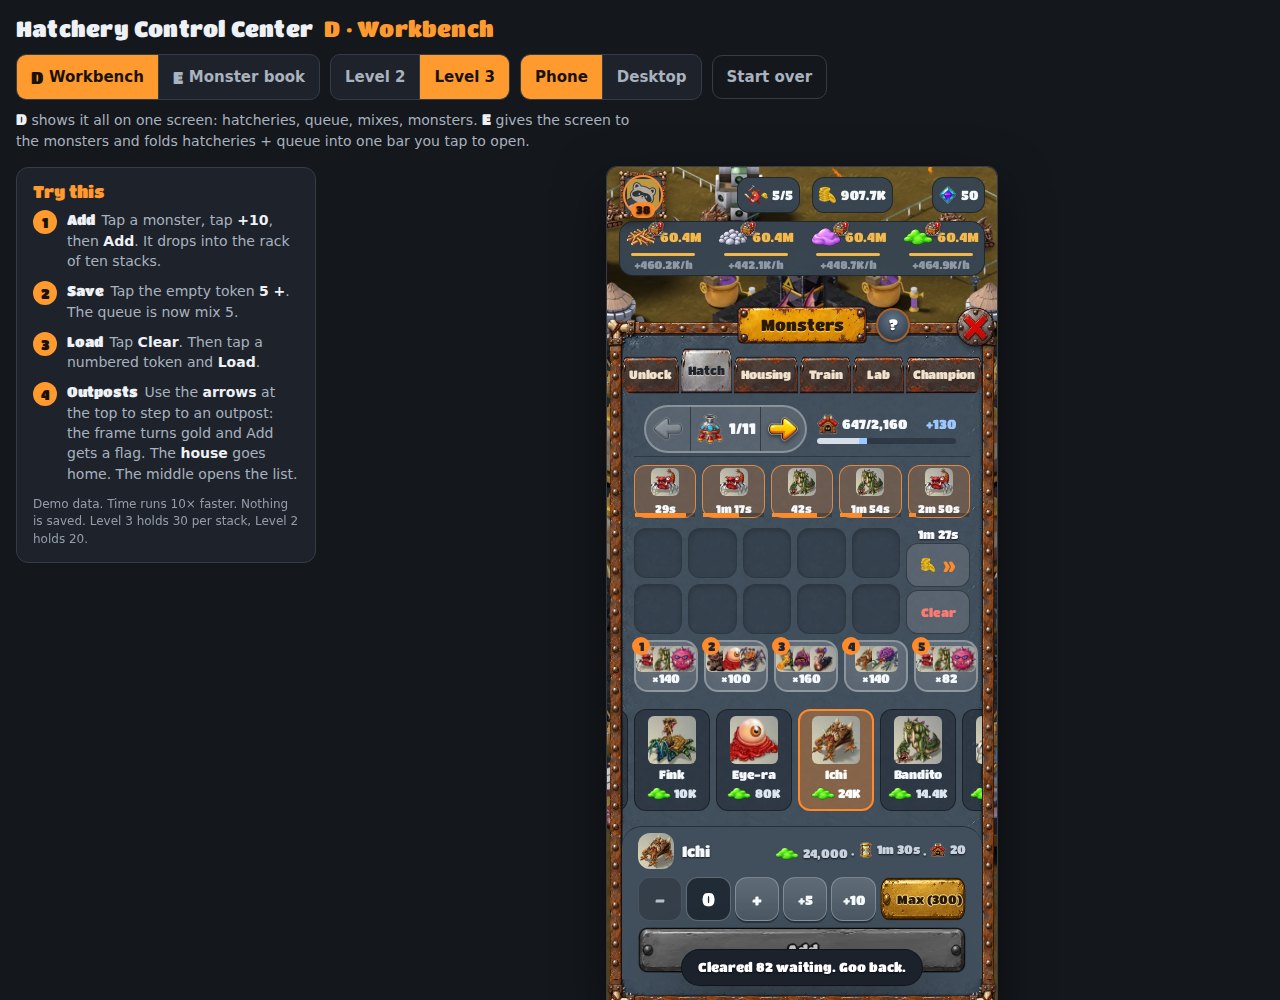 Hatchery Control Center D · Workbench
D Workbench
E Monster book
Level 2
Level 3
Phone
Desktop
Start over
D shows it all on one screen: hatcheries, queue, mixes, monsters. E gives the screen to
the monsters and folds hatcheries + queue into one bar you tap to open.
Try this
1 Add Tap a monster, tap +10,
then Add. It drops into the rack
of ten stacks.
2 Save Tap the empty token 5 +.
The queue is now mix 5.
3 Load Tap Clear. Then tap a
numbered token and Load.
4 Outposts Use the arrows at
the top to step to an outpost:
the frame turns gold and Add
gets a flag. The house goes
home. The middle opens the list.
Demo data. Time runs 10× faster. Nothing
is saved. Level 3 holds 30 per stack, Level 2
holds 20.
30
5/5
907.7K
50
60.4M
60.4M
60.4M
60.4M
+460.2K/h
+442.1K/h
+448.7K/h
+464.9K/h
Monsters
?
Unlock
Hatch
Housing
Train
Lab
Champion
1/11
647/2,160
+130
29s
1m 17s
42s
1m 54s
2m 50s
1m 27s
»
Clear
1
2
3
4
5
×140
×100
×160
×140
×82
Fink
Eye-ra
Ichi
Bandito
10K
80K
24K
14.4K
Ichi
24,000 · 1m 30s · 20
−
0
+
+5
+10
Max (300)
Cleared 82 waiting. Goo back.